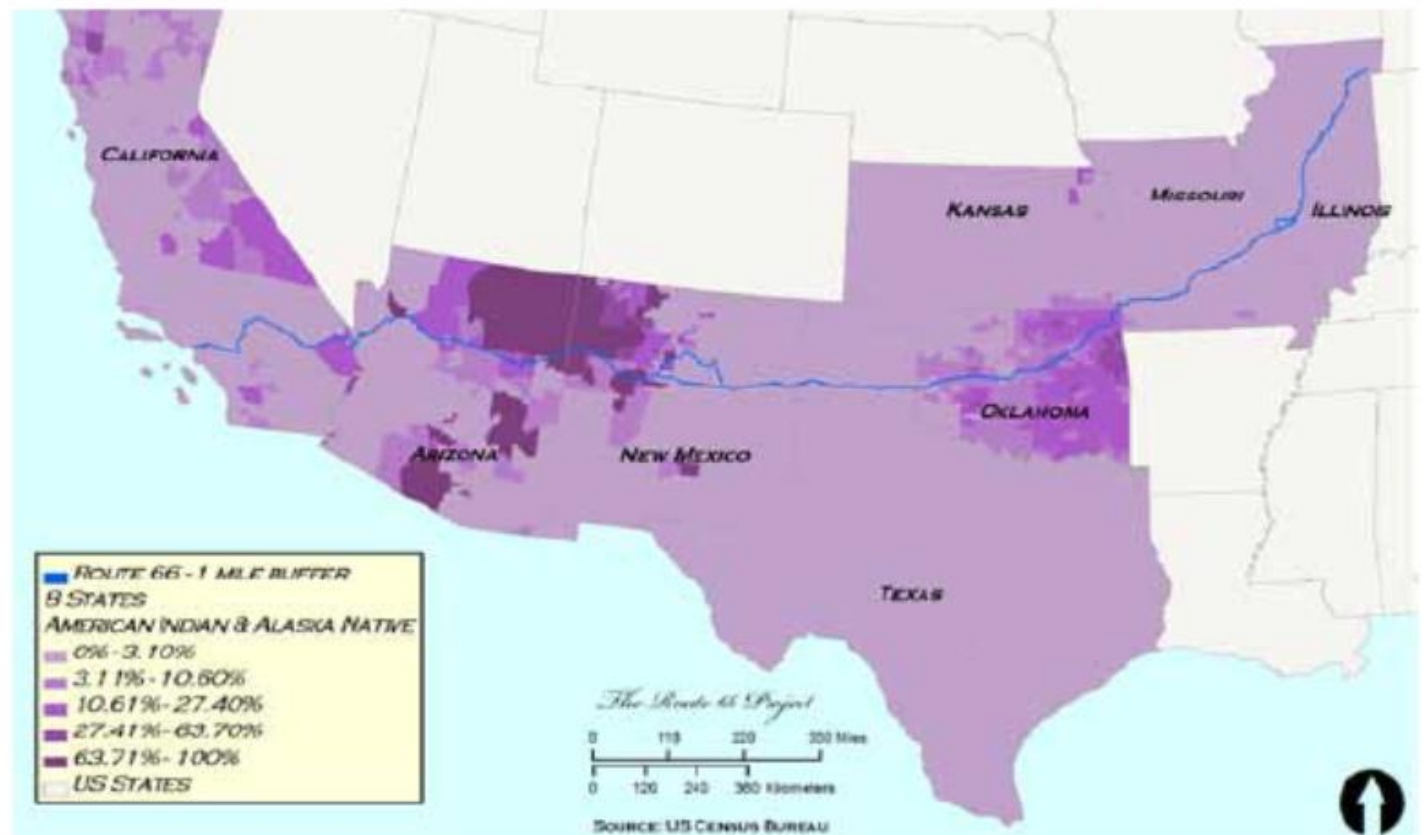 CALIFORNIA
KANSAS
MISSOURI
ILLINOIS
OKLAHOMA
ARIZONA
NEW MEXICO
TEXAS
ROUTE 66 - 1 MILE BUFFER
8 STATES
AMERICAN INDIAN & ALASKA NATIVE
0% - 3.10%
3.11% - 10.60%
10.61% - 27.40%
27.41% - 63.70%
63.71% - 100%
US STATES
The Route 66 Project
0 220 330 Miles
0 120 240 360 Kilometers
SOURCE: US CENSUS BUREAU